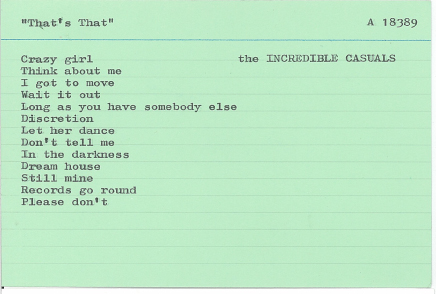 "That's That" A 18389
Crazy girl the INCREDIBLE CASUALS
Think about me
I got to move
Wait it out
Long as you have somebody else
Discretion
Let her dance
Don't tell me
In the darkness
Dream house
Still mine
Records go round
Please don't